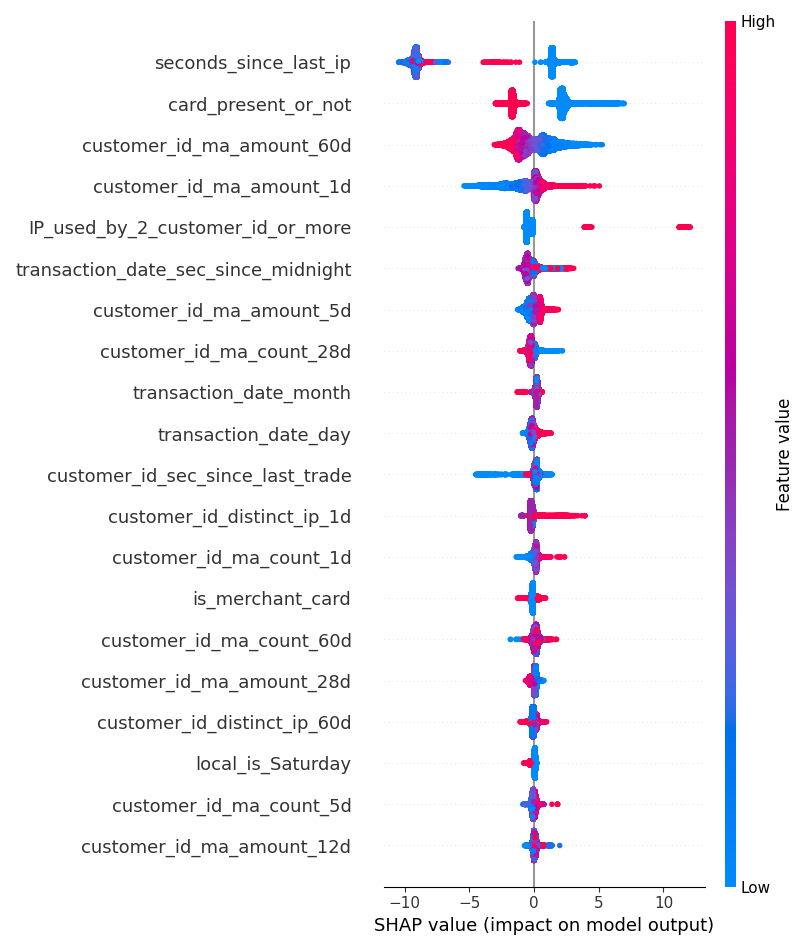 High
seconds_since_last_ip
card_present_or_not
customer_id_ma_amount_60d
customer_id_ma_amount_1d
IP_used_by_2_customer_id_or_more
transaction_date_sec_since_midnight
customer_id_ma_amount_5d
customer_id_ma_count_28d
transaction_date_month
transaction_date_day
customer_id_sec_since_last_trade
customer_id_distinct_ip_1d
customer_id_ma_count_1d
is_merchant_card
customer_id_ma_count_60d
customer_id_ma_amount_28d
customer_id_distinct_ip_60d
local_is_Saturday
customer_id_ma_count_5d
customer_id_ma_amount_12d
Feature value
Low
−10 −5 0 5 10
SHAP value (impact on model output)